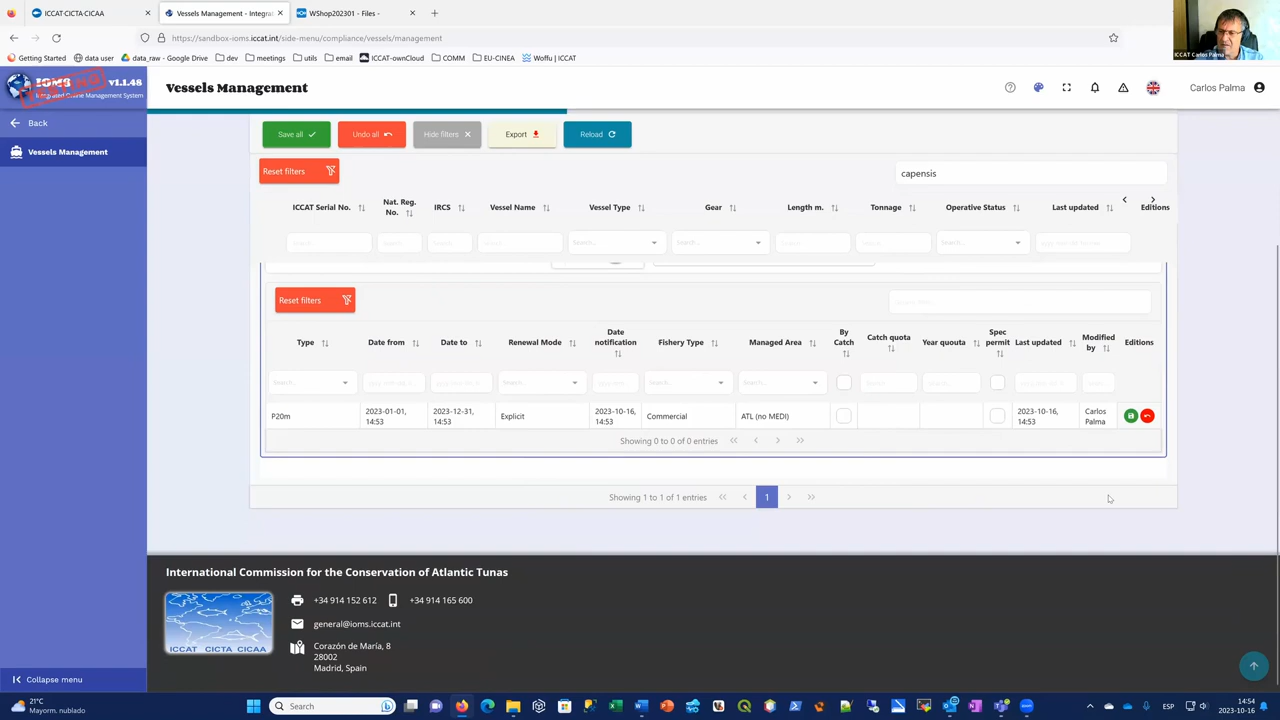 ICCAT·CICTA·CICAA
Vessels Management - Integrat
WShop202301 - Files -
https://sandbox-ioms.iccat.int/side-menu/compliance/vessels/management
Getting Started
data user
data_raw - Google Drive
dev
meetings
utils
email
ICCAT-ownCloud
COMM
EU-CINEA
Woffu | ICCAT
ICCAT Carlos Palma
IOMS
v1.1.48
Integrated Online Management System
Vessels Management
Carlos Palma
Back
Vessels Management
Save all
Undo all
Hide filters
Export
Reload
Reset filters
capensis
ICCAT Serial No.
Nat. Reg. No.
IRCS
Vessel Name
Vessel Type
Gear
Length m.
Tonnage
Operative Status
Last updated
Editions
Search...
Search...
Search...
Reset filters
Type
Date from
Date to
Renewal Mode
Date notification
Fishery Type
Managed Area
By Catch
Catch quota
Year quouta
Spec permit
Last updated
Modified by
Editions
Search...
Search...
Search...
Search...
P20m
2023-01-01, 14:53
2023-12-31, 14:53
Explicit
2023-10-16, 14:53
Commercial
ATL (no MEDI)
2023-10-16, 14:53
Carlos Palma
Showing 0 to 0 of 0 entries
Showing 1 to 1 of 1 entries
1
International Commission for the Conservation of Atlantic Tunas
ICCAT CICTA CICAA
+34 914 152 612
+34 914 165 600
general@ioms.iccat.int
Corazón de María, 8
28002
Madrid, Spain
Collapse menu
21°C
Mayorm. nublado
Search
ESP
14:54
2023-10-16